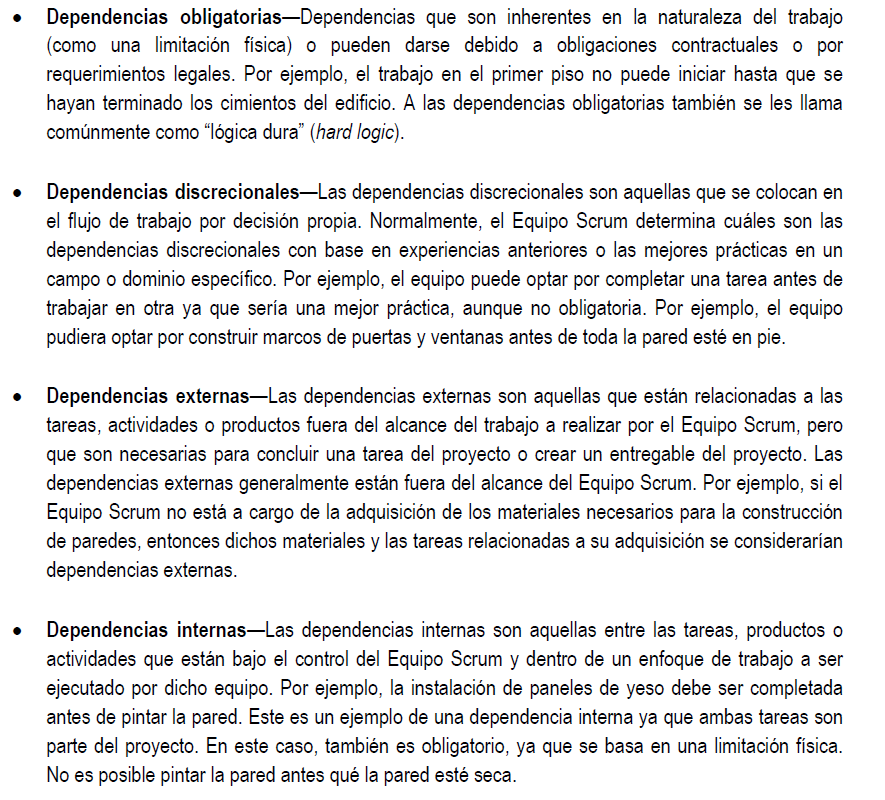 • Dependencias obligatorias—Dependencias que son inherentes en la naturaleza del trabajo
(como una limitación física) o pueden darse debido a obligaciones contractuales o por
requerimientos legales. Por ejemplo, el trabajo en el primer piso no puede iniciar hasta que se
hayan terminado los cimientos del edificio. A las dependencias obligatorias también se les llama
comúnmente como “lógica dura” (hard logic).
• Dependencias discrecionales—Las dependencias discrecionales son aquellas que se colocan en
el flujo de trabajo por decisión propia. Normalmente, el Equipo Scrum determina cuáles son las
dependencias discrecionales con base en experiencias anteriores o las mejores prácticas en un
campo o dominio específico. Por ejemplo, el equipo puede optar por completar una tarea antes de
trabajar en otra ya que sería una mejor práctica, aunque no obligatoria. Por ejemplo, el equipo
pudiera optar por construir marcos de puertas y ventanas antes de toda la pared esté en pie.
• Dependencias externas—Las dependencias externas son aquellas que están relacionadas a las
tareas, actividades o productos fuera del alcance del trabajo a realizar por el Equipo Scrum, pero
que son necesarias para concluir una tarea del proyecto o crear un entregable del proyecto. Las
dependencias externas generalmente están fuera del alcance del Equipo Scrum. Por ejemplo, si el
Equipo Scrum no está a cargo de la adquisición de los materiales necesarios para la construcción
de paredes, entonces dichos materiales y las tareas relacionadas a su adquisición se considerarían
dependencias externas.
• Dependencias internas—Las dependencias internas son aquellas entre las tareas, productos o
actividades que están bajo el control del Equipo Scrum y dentro de un enfoque de trabajo a ser
ejecutado por dicho equipo. Por ejemplo, la instalación de paneles de yeso debe ser completada
antes de pintar la pared. Este es un ejemplo de una dependencia interna ya que ambas tareas son
parte del proyecto. En este caso, también es obligatorio, ya que se basa en una limitación física.
No es posible pintar la pared antes qué la pared esté seca.